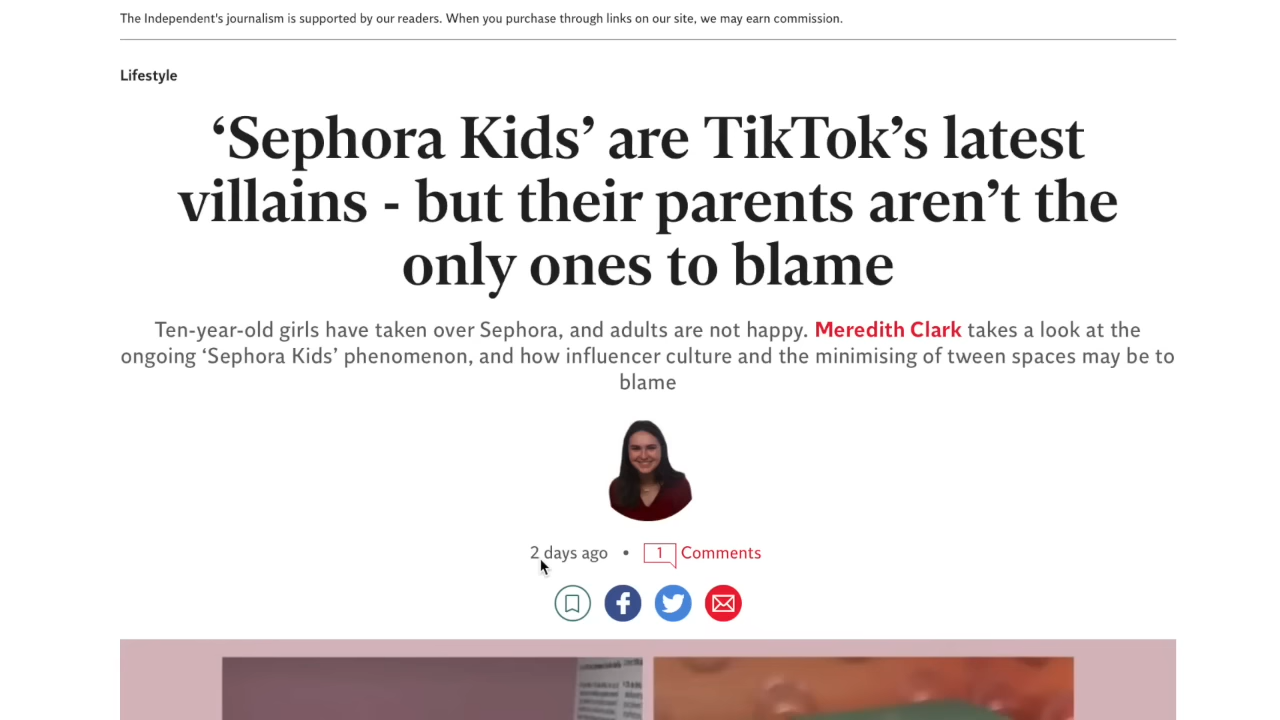 The Independent's journalism is supported by our readers. When you purchase through links on our site, we may earn commission.
Lifestyle
‘Sephora Kids’ are TikTok’s latest
villains - but their parents aren’t the
only ones to blame
Ten-year-old girls have taken over Sephora, and adults are not happy. Meredith Clark takes a look at the
ongoing ‘Sephora Kids’ phenomenon, and how influencer culture and the minimising of tween spaces may be to
blame
2 days ago • 1 Comments